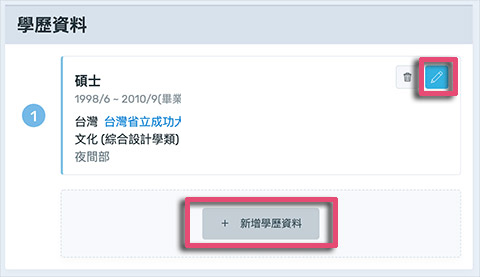 學歷資料
1
碩士
1998/6 ~ 2010/9(畢業
台灣 台灣省立成功大
文化 (綜合設計學類)
夜間部
+ 新增學歷資料